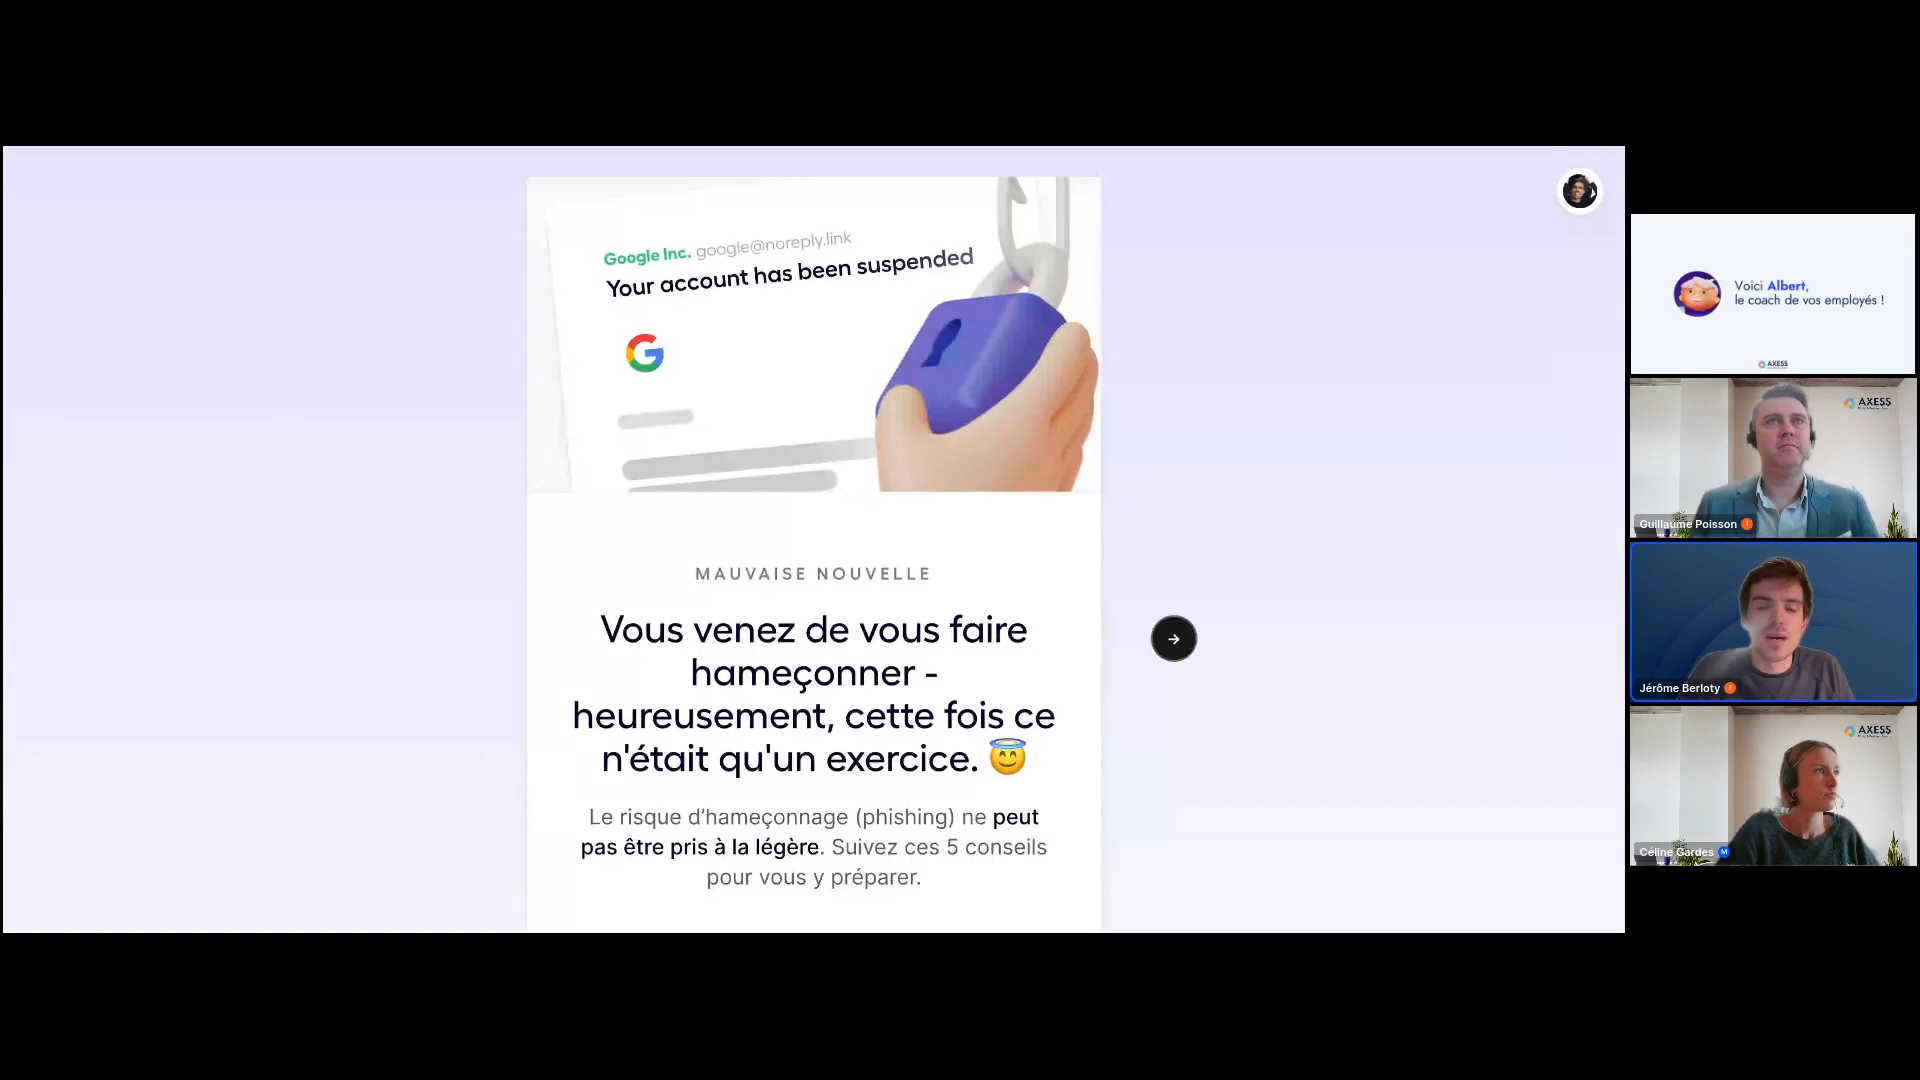 Google Inc. google@noreply.link
Your account has been suspended
MAUVAISE NOUVELLE
Vous venez de vous faire
hameçonner -
heureusement, cette fois ce
n'était qu'un exercice. 😇
Le risque d'hameçonnage (phishing) ne peut
pas être pris à la légère. Suivez ces 5 conseils
pour vous y préparer.
Voici Albert,
le coach de vos employés !
AXESS
AXESS
Guillaume Poisson
Jérôme Berloty
AXESS
Céline Gardes M